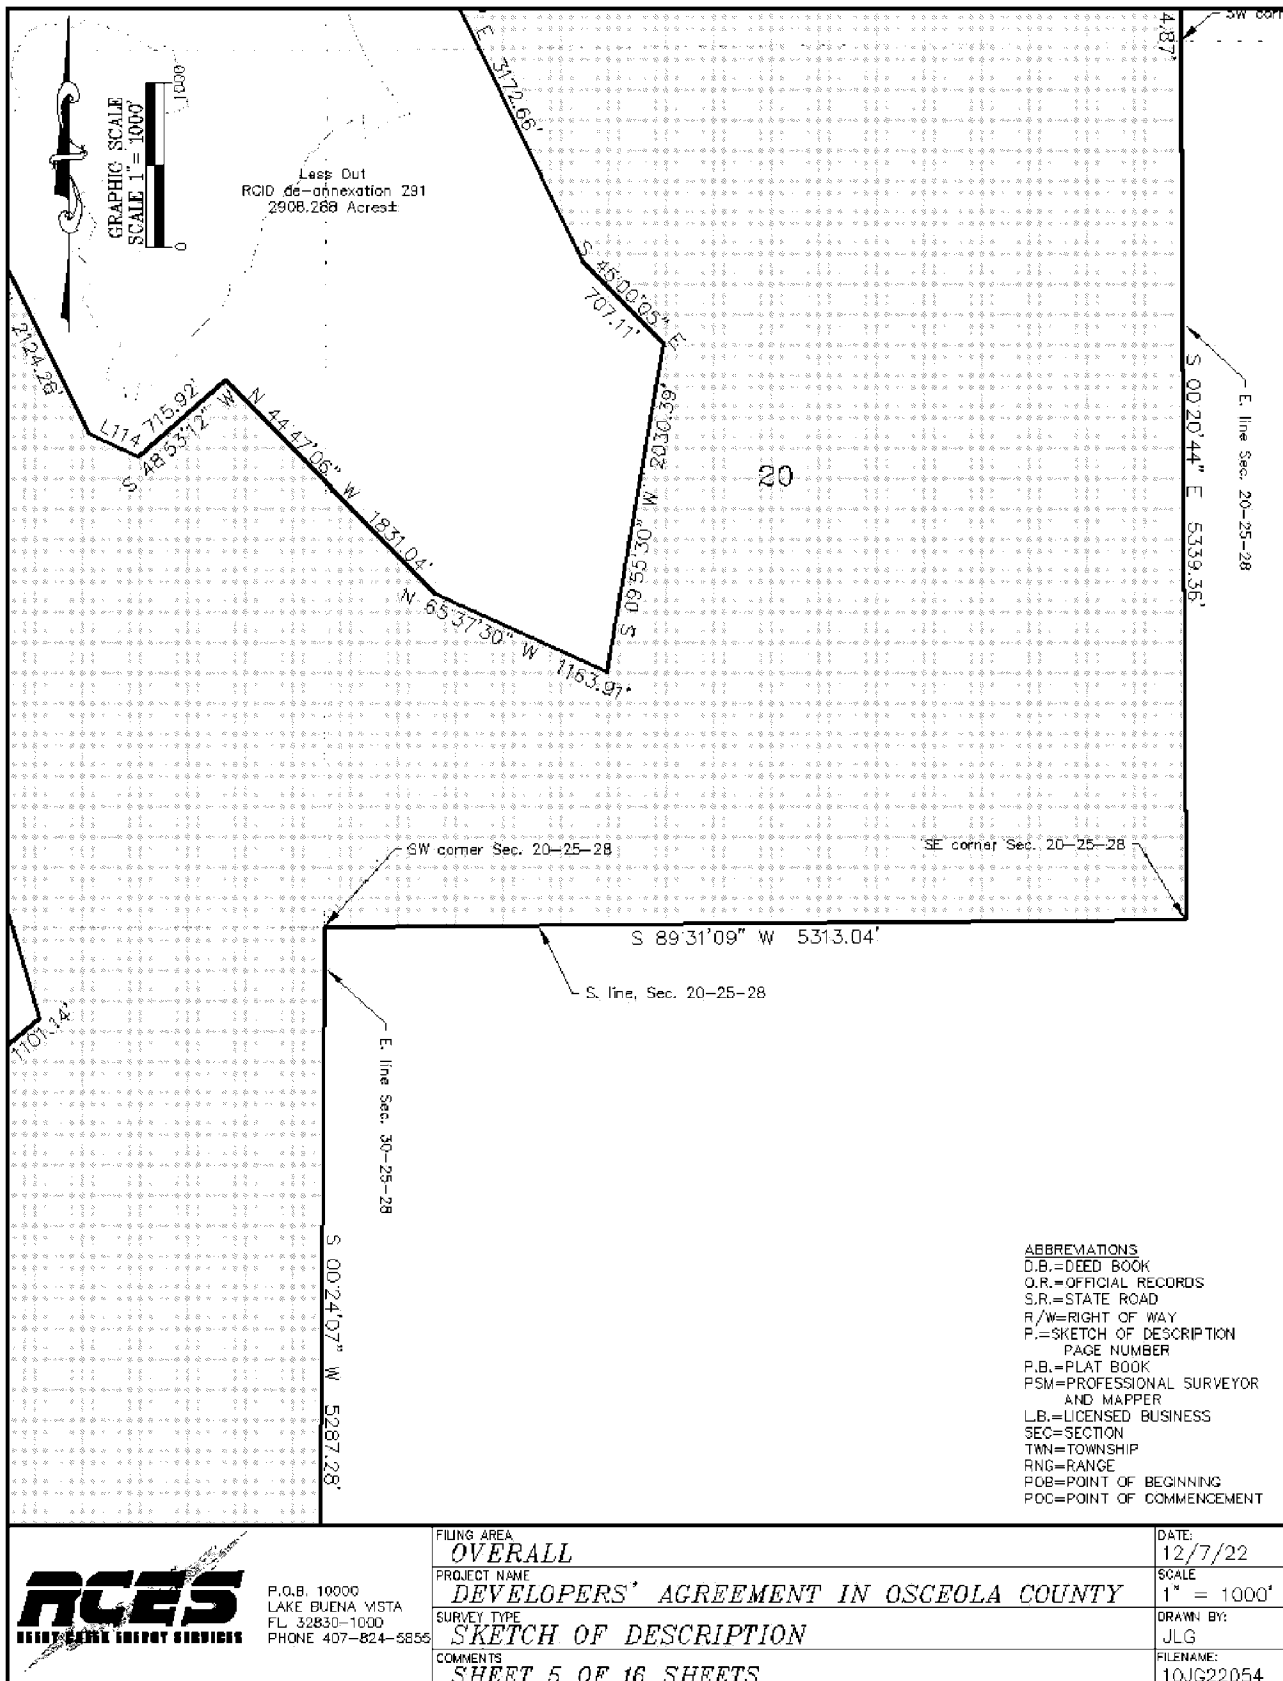 SW corn
4.87'
1000
GRAPHIC SCALE
SCALE 1" = 1000'
0
Less Out
RCID de-annexation 291
2908.288 Acres±
E 3172.66'
S 45°00'05" E
707.11'
2124.26'
L114
715.92'
S 48°53'12" W
N 44°47'06" W 1831.04'
N 65°37'30" W 1163.91'
S 09°55'30" W 2030.39'
20
S 00°20'44" E 5339.36'
E. line Sec. 20-25-28
SW corner Sec. 20-25-28
SE corner Sec. 20-25-28
S 89°31'09" W 5313.04'
S. line, Sec. 20-25-28
1101.14'
E. line Sec. 30-25-28
S 00°24'07" W 5287.28'
ABBREVIATIONS
D.B.=DEED BOOK
O.R.=OFFICIAL RECORDS
S.R.=STATE ROAD
R/W=RIGHT OF WAY
P.=SKETCH OF DESCRIPTION
PAGE NUMBER
P.B.=PLAT BOOK
PSM=PROFESSIONAL SURVEYOR
AND MAPPER
L.B.=LICENSED BUSINESS
SEC=SECTION
TWN=TOWNSHIP
RNG=RANGE
POB=POINT OF BEGINNING
POC=POINT OF COMMENCEMENT
RCES
REEDY CREEK ENERGY SERVICES
P.O.B. 10000
LAKE BUENA VISTA
FL 32830-1000
PHONE 407-824-5855
FILING AREA
OVERALL
PROJECT NAME
DEVELOPERS' AGREEMENT IN OSCEOLA COUNTY
SURVEY TYPE
SKETCH OF DESCRIPTION
COMMENTS
SHEET 5 OF 16 SHEETS
DATE:
12/7/22
SCALE
1" = 1000'
DRAWN BY:
JLG
FILENAME:
10JG22054